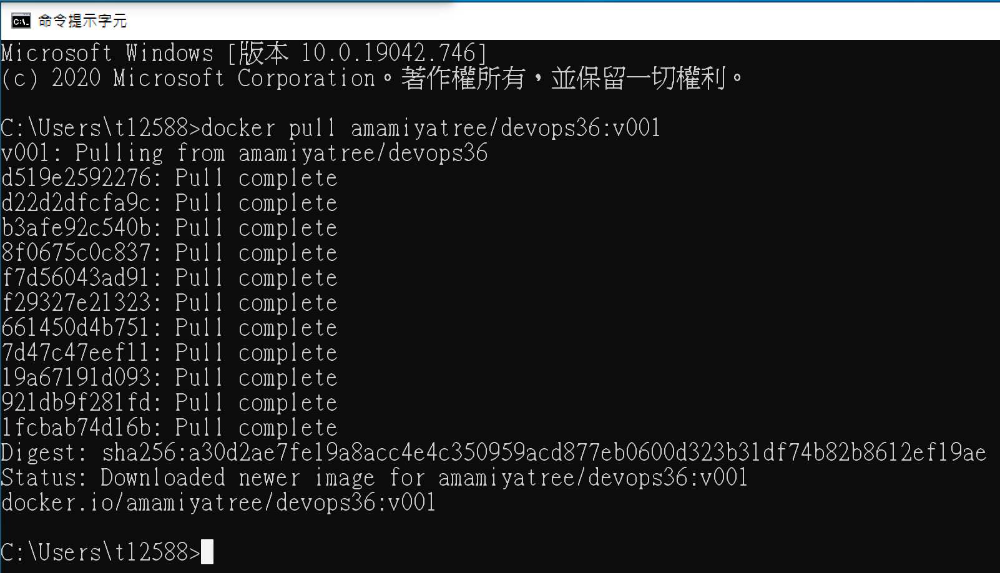 命令提示字元
Microsoft Windows [版本 10.0.19042.746]
(c) 2020 Microsoft Corporation。著作權所有，並保留一切權利。
C:\Users\t12588>docker pull amamiyatree/devops36:v001
v001: Pulling from amamiyatree/devops36
d519e2592276: Pull complete
d22d2dfcfa9c: Pull complete
b3afe92c540b: Pull complete
8f0675c0c837: Pull complete
f7d56043ad91: Pull complete
f29327e21323: Pull complete
661450d4b751: Pull complete
7d47c47eef11: Pull complete
19a67191d093: Pull complete
921db9f281fd: Pull complete
1fcbab74d16b: Pull complete
Digest: sha256:a30d2ae7fe19a8acc4e4c350959acd877eb0600d323b31df74b82b8612ef19ae
Status: Downloaded newer image for amamiyatree/devops36:v001
docker.io/amamiyatree/devops36:v001
C:\Users\t12588>